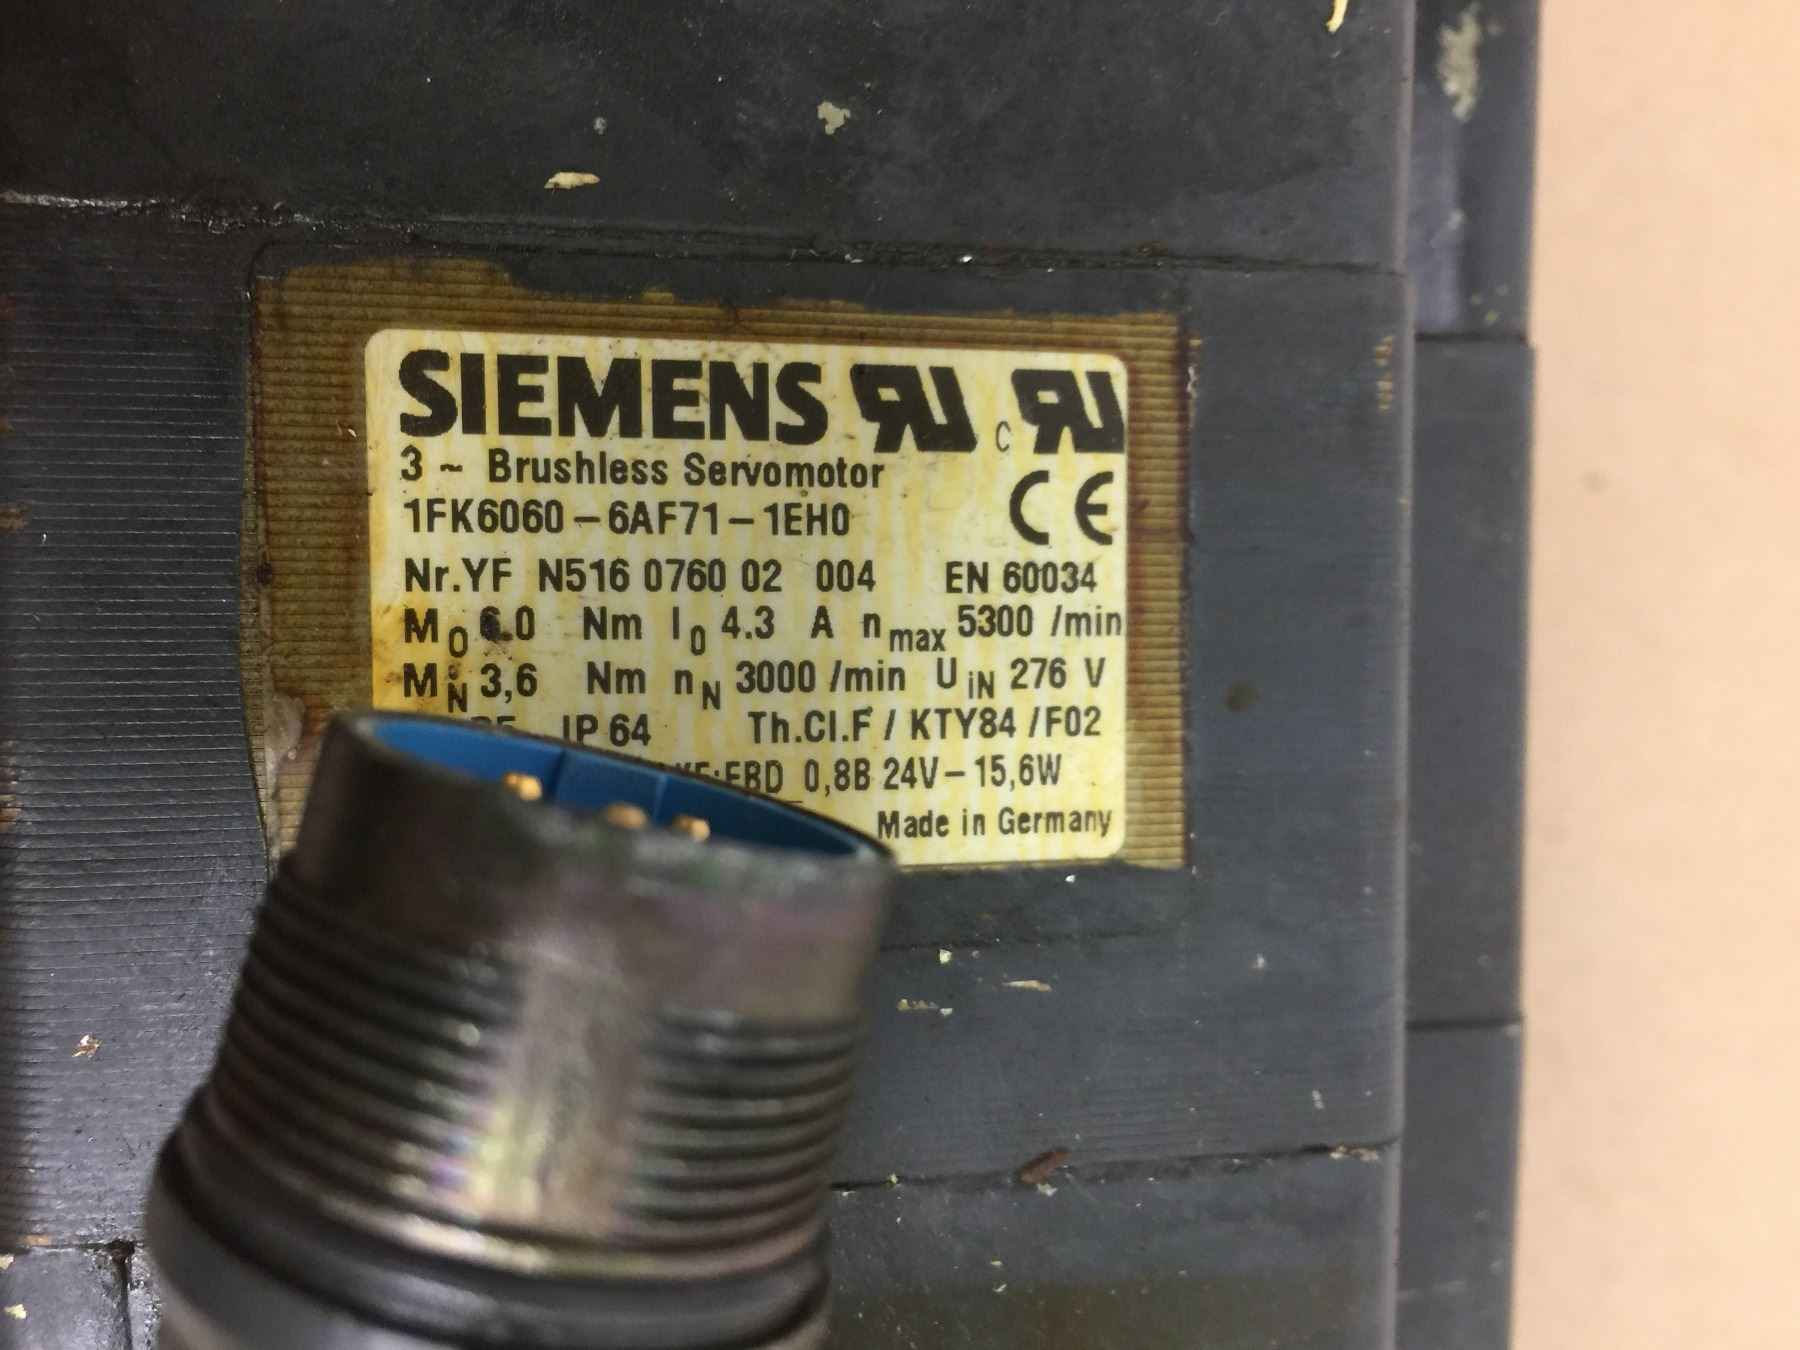 SIEMENS
3 ~ Brushless Servomotor
1FK6060-6AF71-1EH0 CE
Nr.YF N516 0760 02 004 EN 60034
M0 6.0 Nm I0 4.3 A nmax 5300 /min
MN 3,6 Nm nN 3000 /min UiN 276 V
IP 64 Th.Cl.F / KTY84 /F02
EBD 0,8B 24V-15,6W
Made in Germany